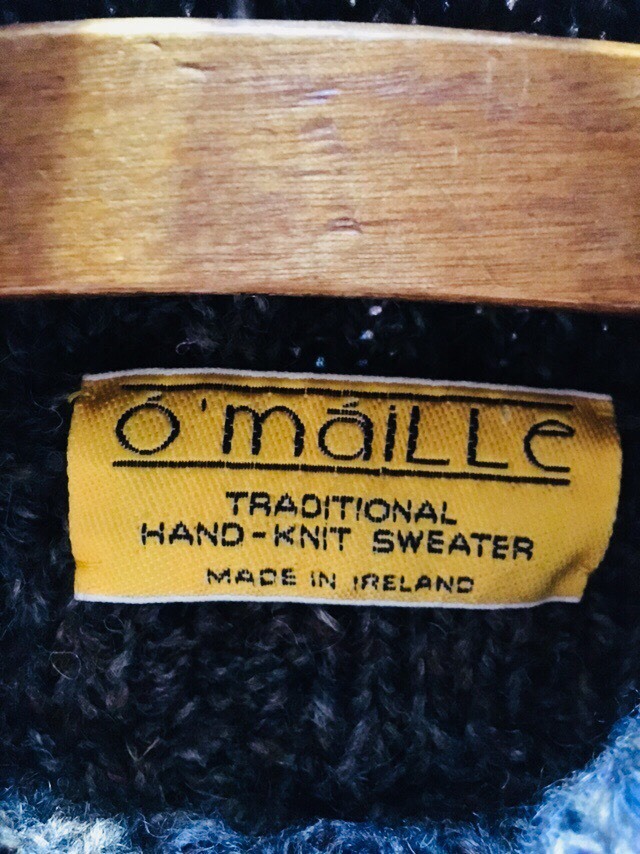 ó'máiLLe
TRADITIONAL
HAND-KNIT SWEATER
MADE IN IRELAND